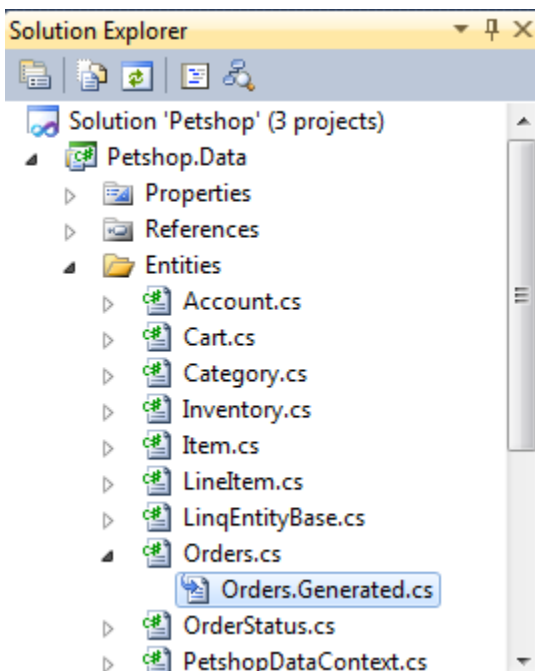 Solution Explorer
Solution 'Petshop' (3 projects)
Petshop.Data
Properties
References
Entities
Account.cs
Cart.cs
Category.cs
Inventory.cs
Item.cs
LineItem.cs
LinqEntityBase.cs
Orders.cs
Orders.Generated.cs
OrderStatus.cs
PetshopDataContext.cs